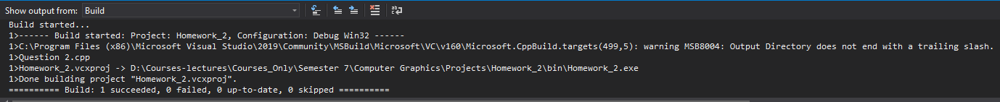 Show output from: Build
Build started...
1>------ Build started: Project: Homework_2, Configuration: Debug Win32 ------
1>C:\Program Files (x86)\Microsoft Visual Studio\2019\Community\MSBuild\Microsoft\VC\v160\Microsoft.CppBuild.targets(499,5): warning MSB8004: Output Directory does not end with a trailing slash.
1>Question 2.cpp
1>Homework_2.vcxproj -> D:\Courses-lectures\Courses_Only\Semester 7\Computer Graphics\Projects\Homework_2\bin\Homework_2.exe
1>Done building project "Homework_2.vcxproj".
========== Build: 1 succeeded, 0 failed, 0 up-to-date, 0 skipped ==========